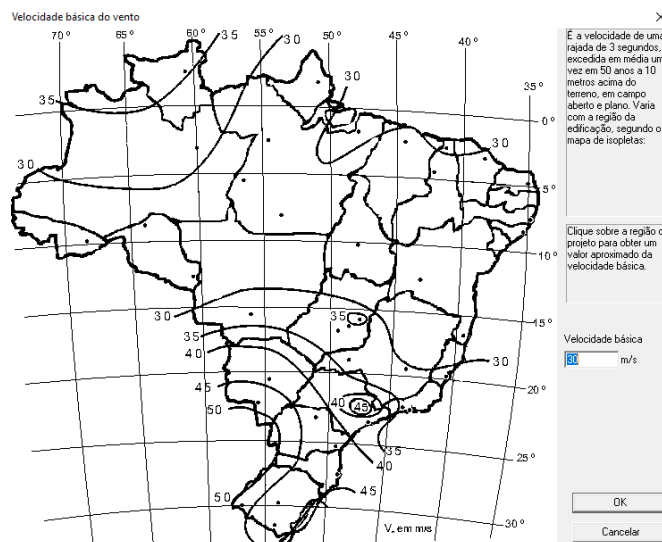 Velocidade básica do vento
70° 65° 60° 55° 50° 45° 40° 35°
35
30
30
35
30
30
0°
5°
10°
15°
20°
25°
30°
30
35
40
45
50
35
30
40
45
35
40
45
50
V₀ em m/s
É a velocidade de uma
rajada de 3 segundos,
excedida em média um
vez em 50 anos a 10
metros acima do
terreno, em campo
aberto e plano. Varia
com a região da
edificação, segundo o
mapa de isopletas:
Clique sobre a região d
projeto para obter um
valor aproximado da
velocidade básica.
Velocidade básica
30 m/s
OK
Cancelar